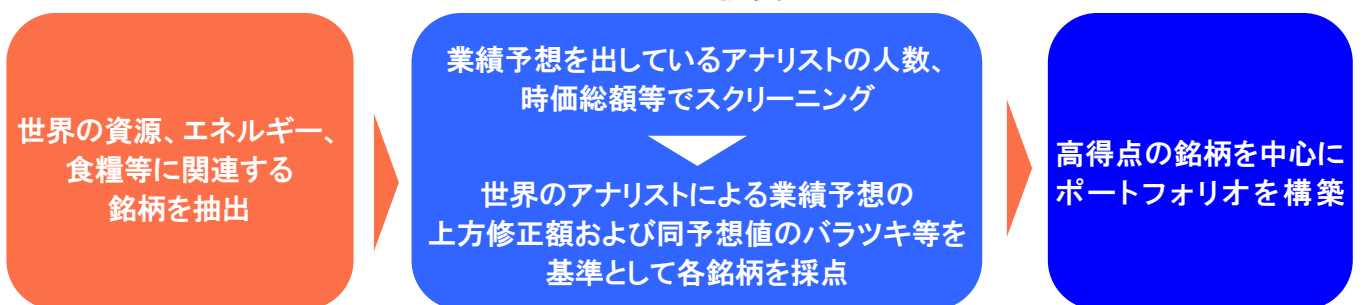 世界の資源、エネルギー、
食糧等に関連する
銘柄を抽出
業績予想を出しているアナリストの人数、
時価総額等でスクリーニング
世界のアナリストによる業績予想の
上方修正額および同予想値のバラツキ等を
基準として各銘柄を採点
高得点の銘柄を中心に
ポートフォリオを構築